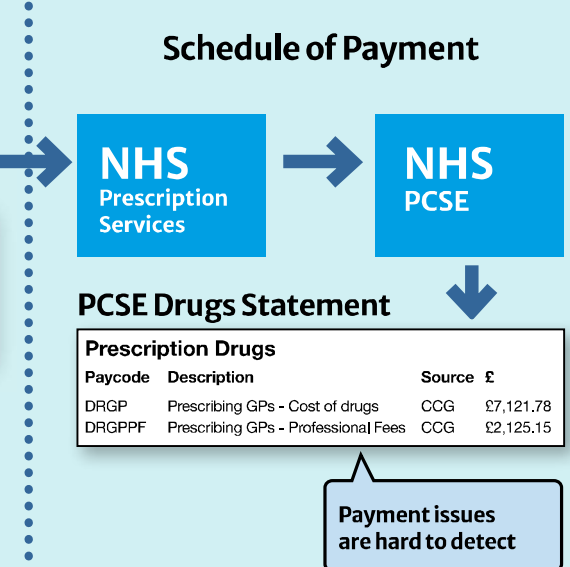 Schedule of Payment
NHS
Prescription
Services
NHS
PCSE
PCSE Drugs Statement
Prescription Drugs
Paycode Description Source £
DRGP Prescribing GPs - Cost of drugs CCG £7,121.78
DRGPPF Prescribing GPs - Professional Fees CCG £2,125.15
Payment issues
are hard to detect